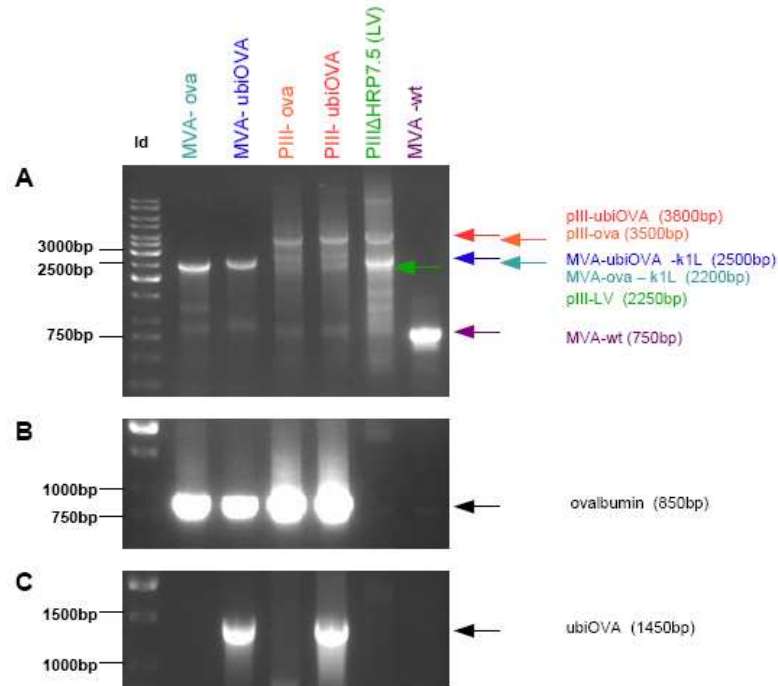 ld
MVA- ova
MVA- ubiOVA
PIII- ova
PIII- ubiOVA
PIIIΔHRP7.5 (LV)
MVA -wt
A
3000bp
2500bp
750bp
pIII-ubiOVA (3800bp)
pIII-ova (3500bp)
MVA-ubiOVA -k1L (2500bp)
MVA-ova – k1L (2200bp)
pIII-LV (2250bp)
MVA-wt (750bp)
B
1000bp
750bp
ovalbumin (850bp)
C
1500bp
1000bp
ubiOVA (1450bp)